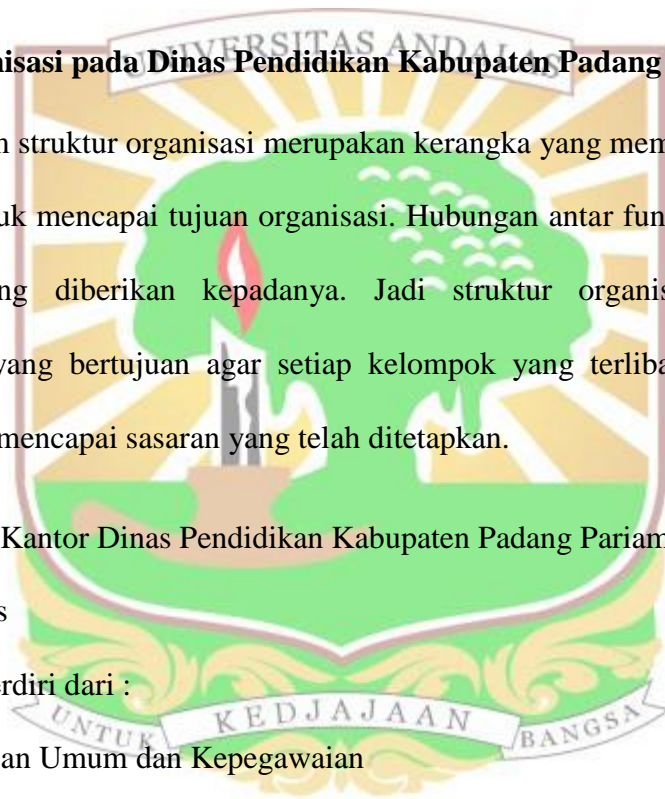 UNIVERSITAS ANDALAS
nisasi pada Dinas Pendidikan Kabupaten Padang
n struktur organisasi merupakan kerangka yang mem
uk mencapai tujuan organisasi. Hubungan antar fun
ng diberikan kepadanya. Jadi struktur organis
yang bertujuan agar setiap kelompok yang terliba
mencapai sasaran yang telah ditetapkan.
Kantor Dinas Pendidikan Kabupaten Padang Pariam
s
erdiri dari :
UNTUK KEDJAJAAN BANGSA
an Umum dan Kepegawaian